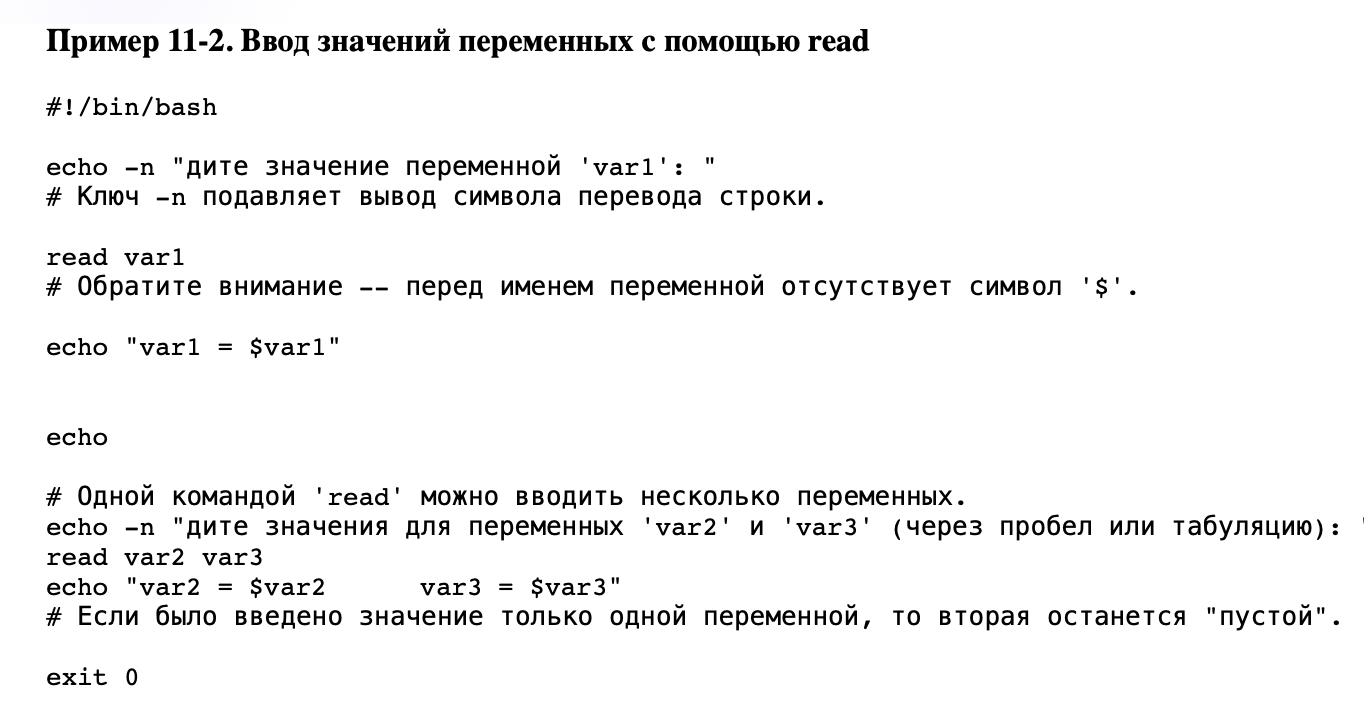 Пример 11-2. Ввод значений переменных с помощью read
#!/bin/bash
echo -n "дите значение переменной 'var1': "
# Ключ -n подавляет вывод символа перевода строки.
read var1
# Обратите внимание -- перед именем переменной отсутствует символ '$'.
echo "var1 = $var1"
echo
# Одной командой 'read' можно вводить несколько переменных.
echo -n "дите значения для переменных 'var2' и 'var3' (через пробел или табуляцию): "
read var2 var3
echo "var2 = $var2      var3 = $var3"
# Если было введено значение только одной переменной, то вторая останется "пустой".
exit 0